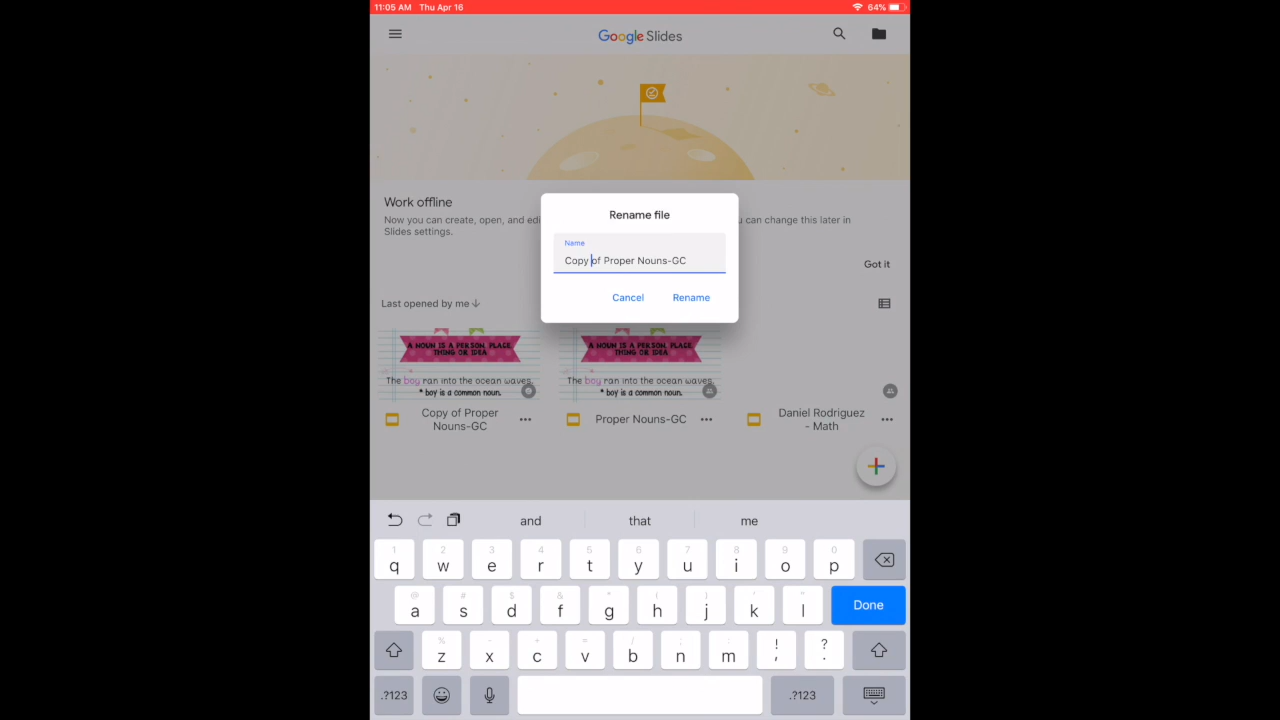 11:05 AM Thu Apr 16
64%
Google Slides
Work offline
Now you can create, open, and edi
u can change this later in
Slides settings.
Rename file
Name
Copy of Proper Nouns-GC
Cancel
Rename
Got it
Last opened by me
A NOUN IS A PERSON, PLACE,
THING OR IDEA
The boy ran into the ocean waves.
* boy is a common noun.
A NOUN IS A PERSON, PLACE,
THING OR IDEA
The boy ran into the ocean waves.
* boy is a common noun.
Copy of Proper
Nouns-GC
Proper Nouns-GC
Daniel Rodriguez
- Math
and that me
1 2 3 4 5 6 7 8 9 0
q w e r t y u i o p
@ # $ & * ( ) ' "
a s d f g h j k l
Done
% - + = / ; :
z x c v b n m ! , ? .
.?123
.?123